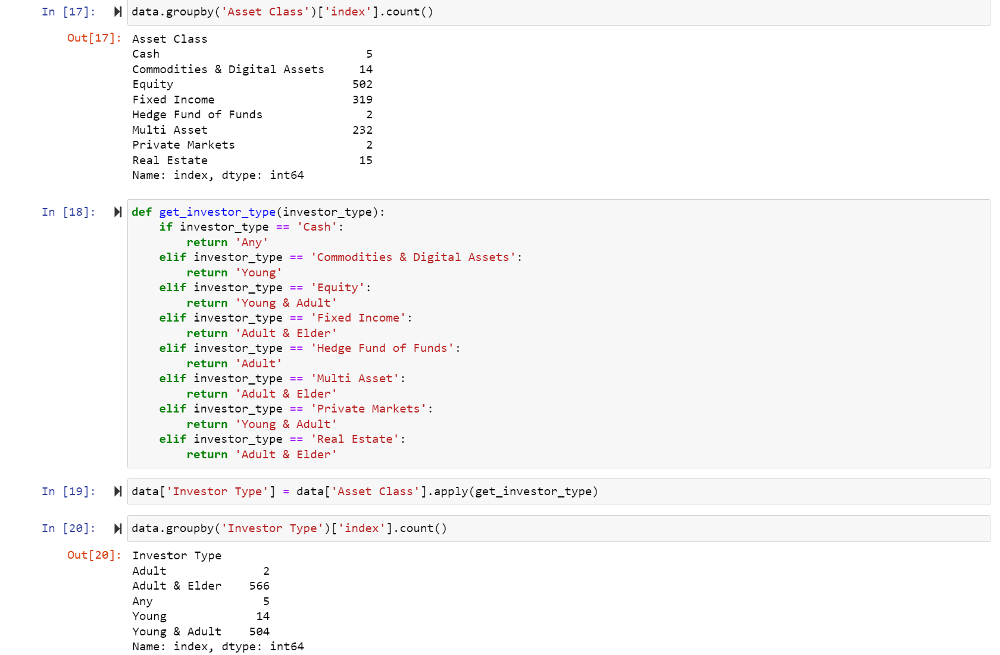 In [17]: data.groupby('Asset Class')['index'].count()
Out[17]: Asset Class
Cash                              5
Commodities & Digital Assets     14
Equity                          502
Fixed Income                    319
Hedge Fund of Funds               2
Multi Asset                     232
Private Markets                   2
Real Estate                      15
Name: index, dtype: int64
In [18]: def get_investor_type(investor_type):
    if investor_type == 'Cash':
        return 'Any'
    elif investor_type == 'Commodities & Digital Assets':
        return 'Young'
    elif investor_type == 'Equity':
        return 'Young & Adult'
    elif investor_type == 'Fixed Income':
        return 'Adult & Elder'
    elif investor_type == 'Hedge Fund of Funds':
        return 'Adult'
    elif investor_type == 'Multi Asset':
        return 'Adult & Elder'
    elif investor_type == 'Private Markets':
        return 'Young & Adult'
    elif investor_type == 'Real Estate':
        return 'Adult & Elder'
In [19]: data['Investor Type'] = data['Asset Class'].apply(get_investor_type)
In [20]: data.groupby('Investor Type')['index'].count()
Out[20]: Investor Type
Adult              2
Adult & Elder    566
Any                5
Young             14
Young & Adult    504
Name: index, dtype: int64